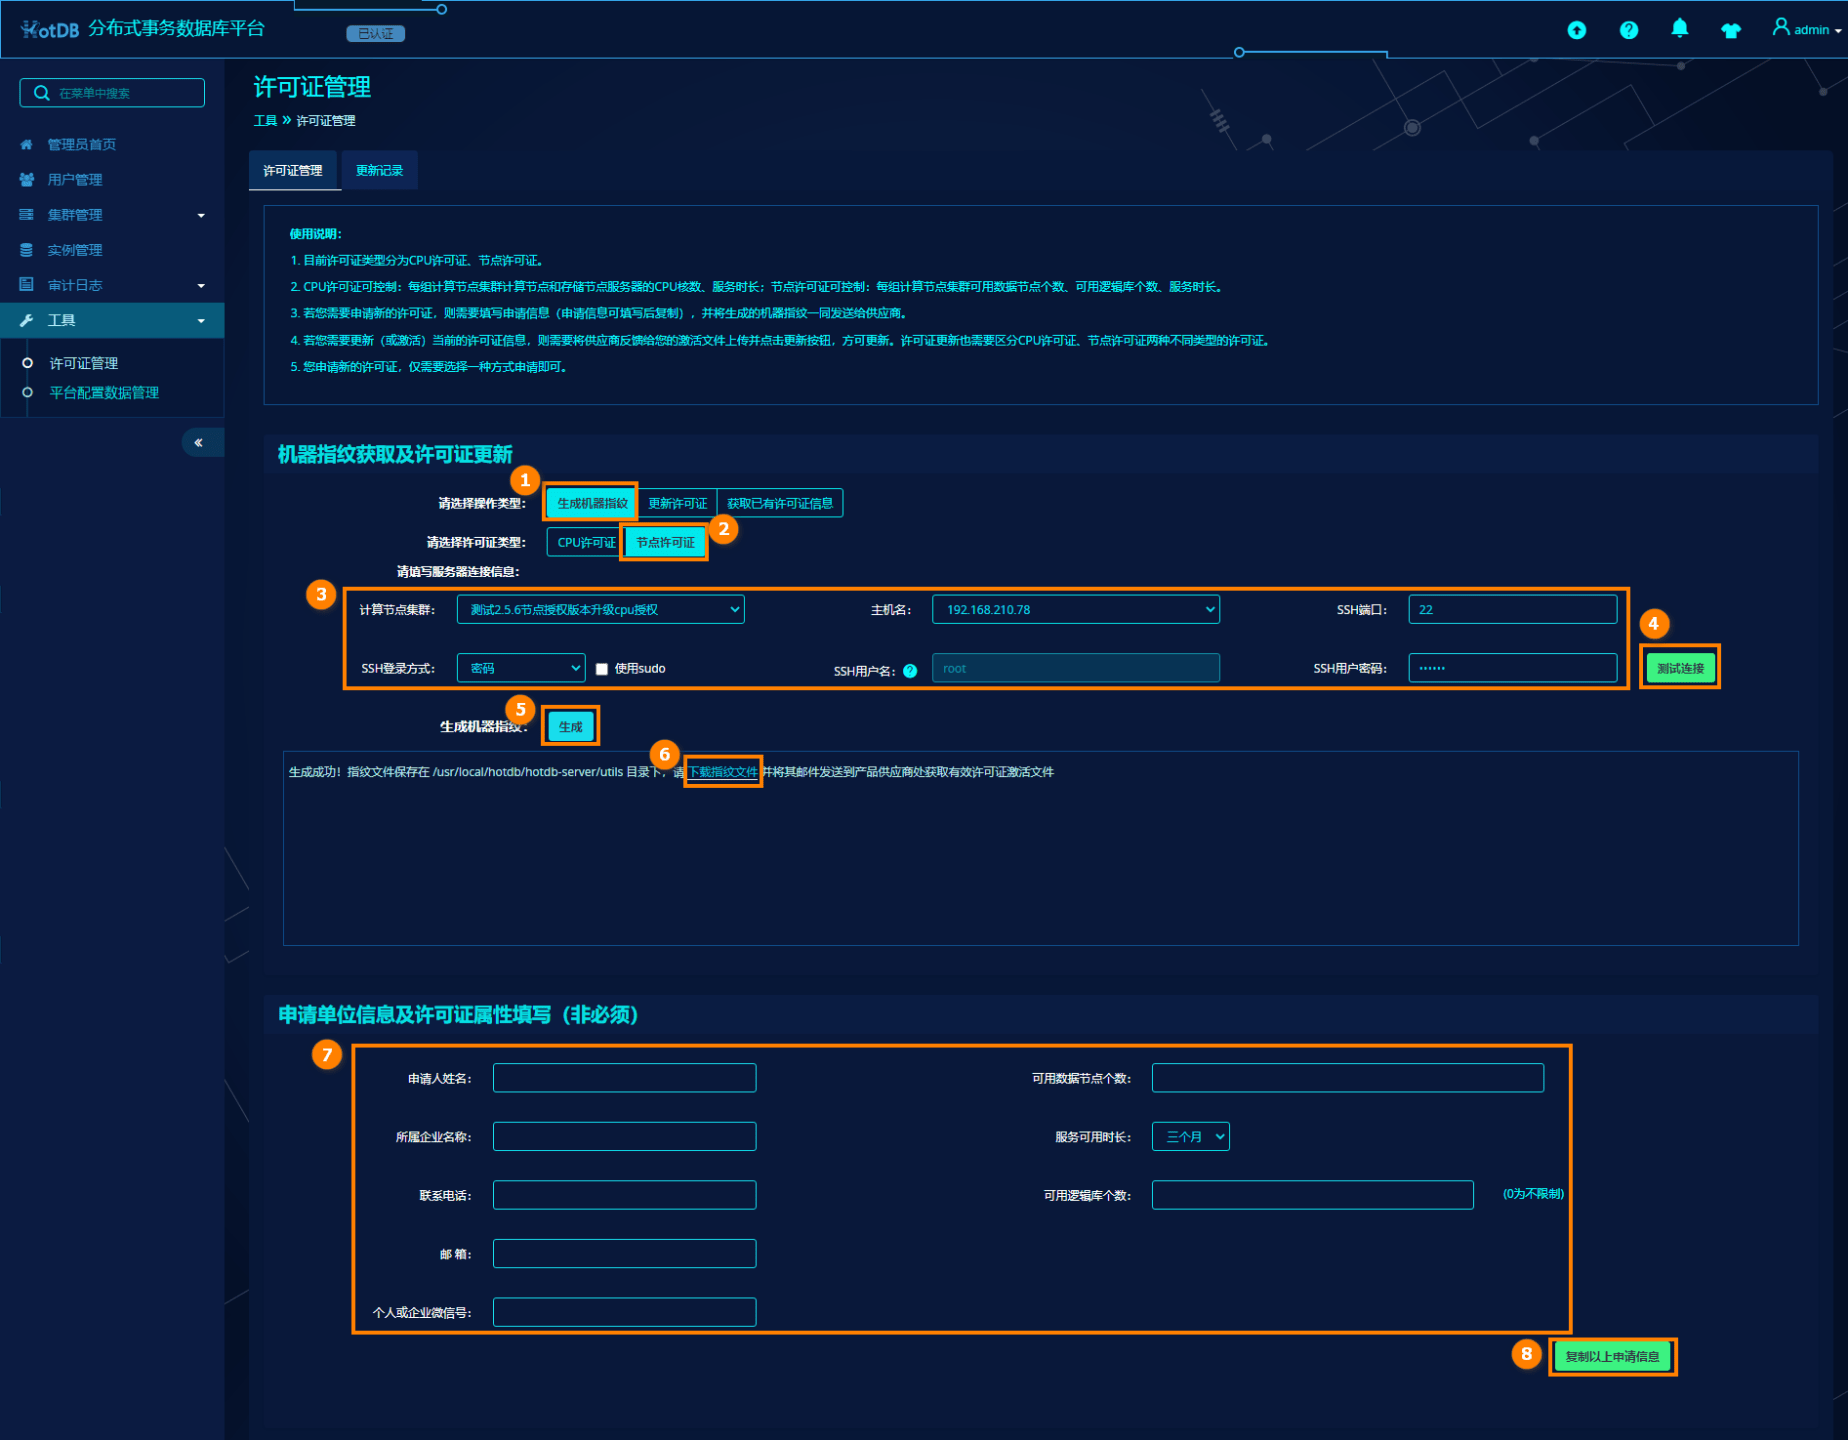 HotDB 分布式事务数据库平台
已认证
admin
在菜单中搜索
管理员首页
用户管理
集群管理
实例管理
审计日志
工具
许可证管理
平台配置数据管理
许可证管理
工具 » 许可证管理
许可证管理 更新记录
使用说明：
1. 目前许可证类型分为CPU许可证、节点许可证。
2. CPU许可证可控制：每组计算节点集群计算节点和存储节点服务器的CPU核数、服务时长；节点许可证可控制：每组计算节点集群可用数据节点个数、可用逻辑库个数、服务时长。
3. 若您需要申请新的许可证，则需要填写申请信息（申请信息可填写后复制），并将生成的机器指纹一同发送给供应商。
4. 若您需要更新（或激活）当前的许可证信息，则需要将供应商反馈给您的激活文件上传并点击更新按钮，方可更新。许可证更新也需要区分CPU许可证、节点许可证两种不同类型的许可证。
5. 您申请新的许可证，仅需要选择一种方式申请即可。
机器指纹获取及许可证更新
1
请选择操作类型： 生成机器指纹 更新许可证 获取已有许可证信息
2
请选择许可证类型： CPU许可证 节点许可证
请填写服务器连接信息：
3
计算节点集群： 测试2.5.6节点授权版本升级cpu授权 主机名： 192.168.210.78 SSH端口： 22
4
SSH登录方式： 密码 使用sudo SSH用户名： root SSH用户密码： ······ 测试连接
5
生成机器指纹： 生成
6
生成成功！指纹文件保存在 /usr/local/hotdb/hotdb-server/utils 目录下，请 下载指纹文件 并将其邮件发送到产品供应商处获取有效许可证激活文件
申请单位信息及许可证属性填写（非必须）
7
申请人姓名： 可用数据节点个数：
所属企业名称： 服务可用时长： 三个月
联系电话： 可用逻辑库个数： (0为不限制)
邮 箱：
个人或企业微信号：
8
复制以上申请信息